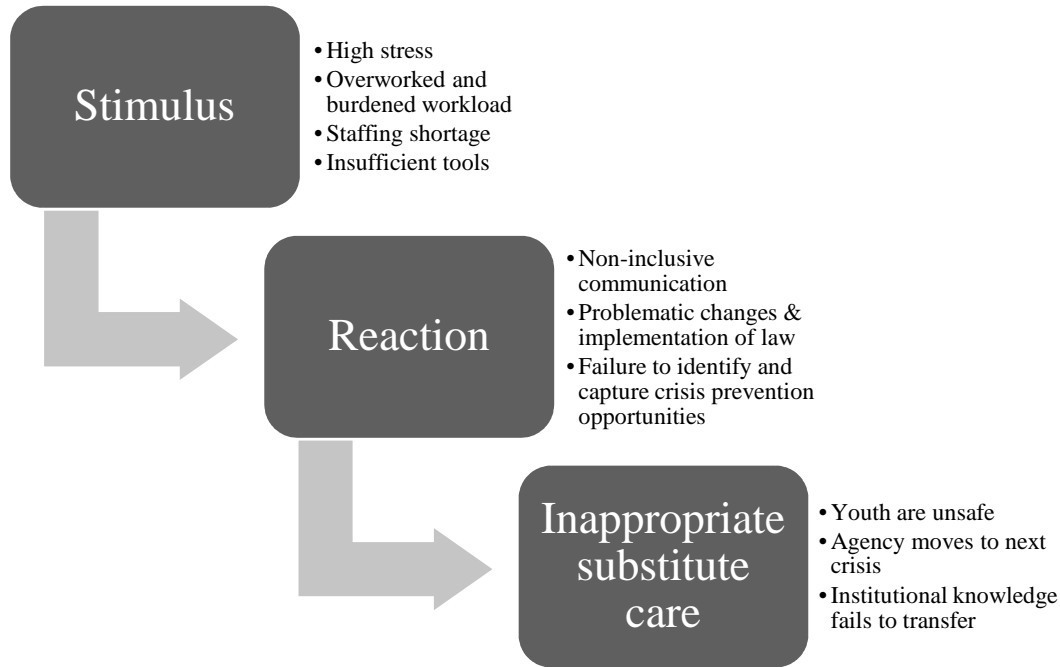 Stimulus
• High stress
• Overworked and
burdened workload
• Staffing shortage
• Insufficient tools
Reaction
• Non-inclusive
communication
• Problematic changes &
implementation of law
• Failure to identify and
capture crisis prevention
opportunities
Inappropriate
substitute
care
• Youth are unsafe
• Agency moves to next
crisis
• Institutional knowledge
fails to transfer